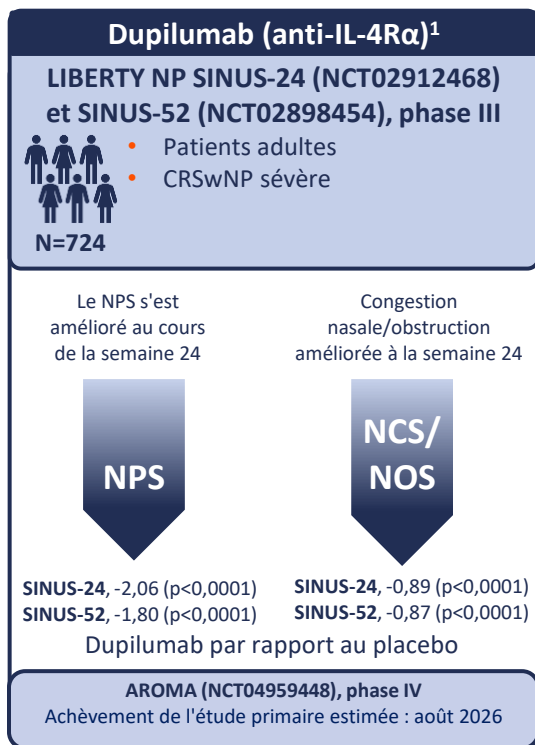 Dupilumab (anti-IL-4Rα)¹
LIBERTY NP SINUS-24 (NCT02912468)
et SINUS-52 (NCT02898454), phase III
• Patients adultes
• CRSwNP sévère
N=724
Le NPS s'est
amélioré au cours
de la semaine 24
NPS
SINUS-24, -2,06 (p<0,0001)
SINUS-52, -1,80 (p<0,0001)
Congestion
nasale/obstruction
améliorée à la semaine 24
NCS/
NOS
SINUS-24, -0,89 (p<0,0001)
SINUS-52, -0,87 (p<0,0001)
Dupilumab par rapport au placebo
AROMA (NCT04959448), phase IV
Achèvement de l'étude primaire estimée : août 2026